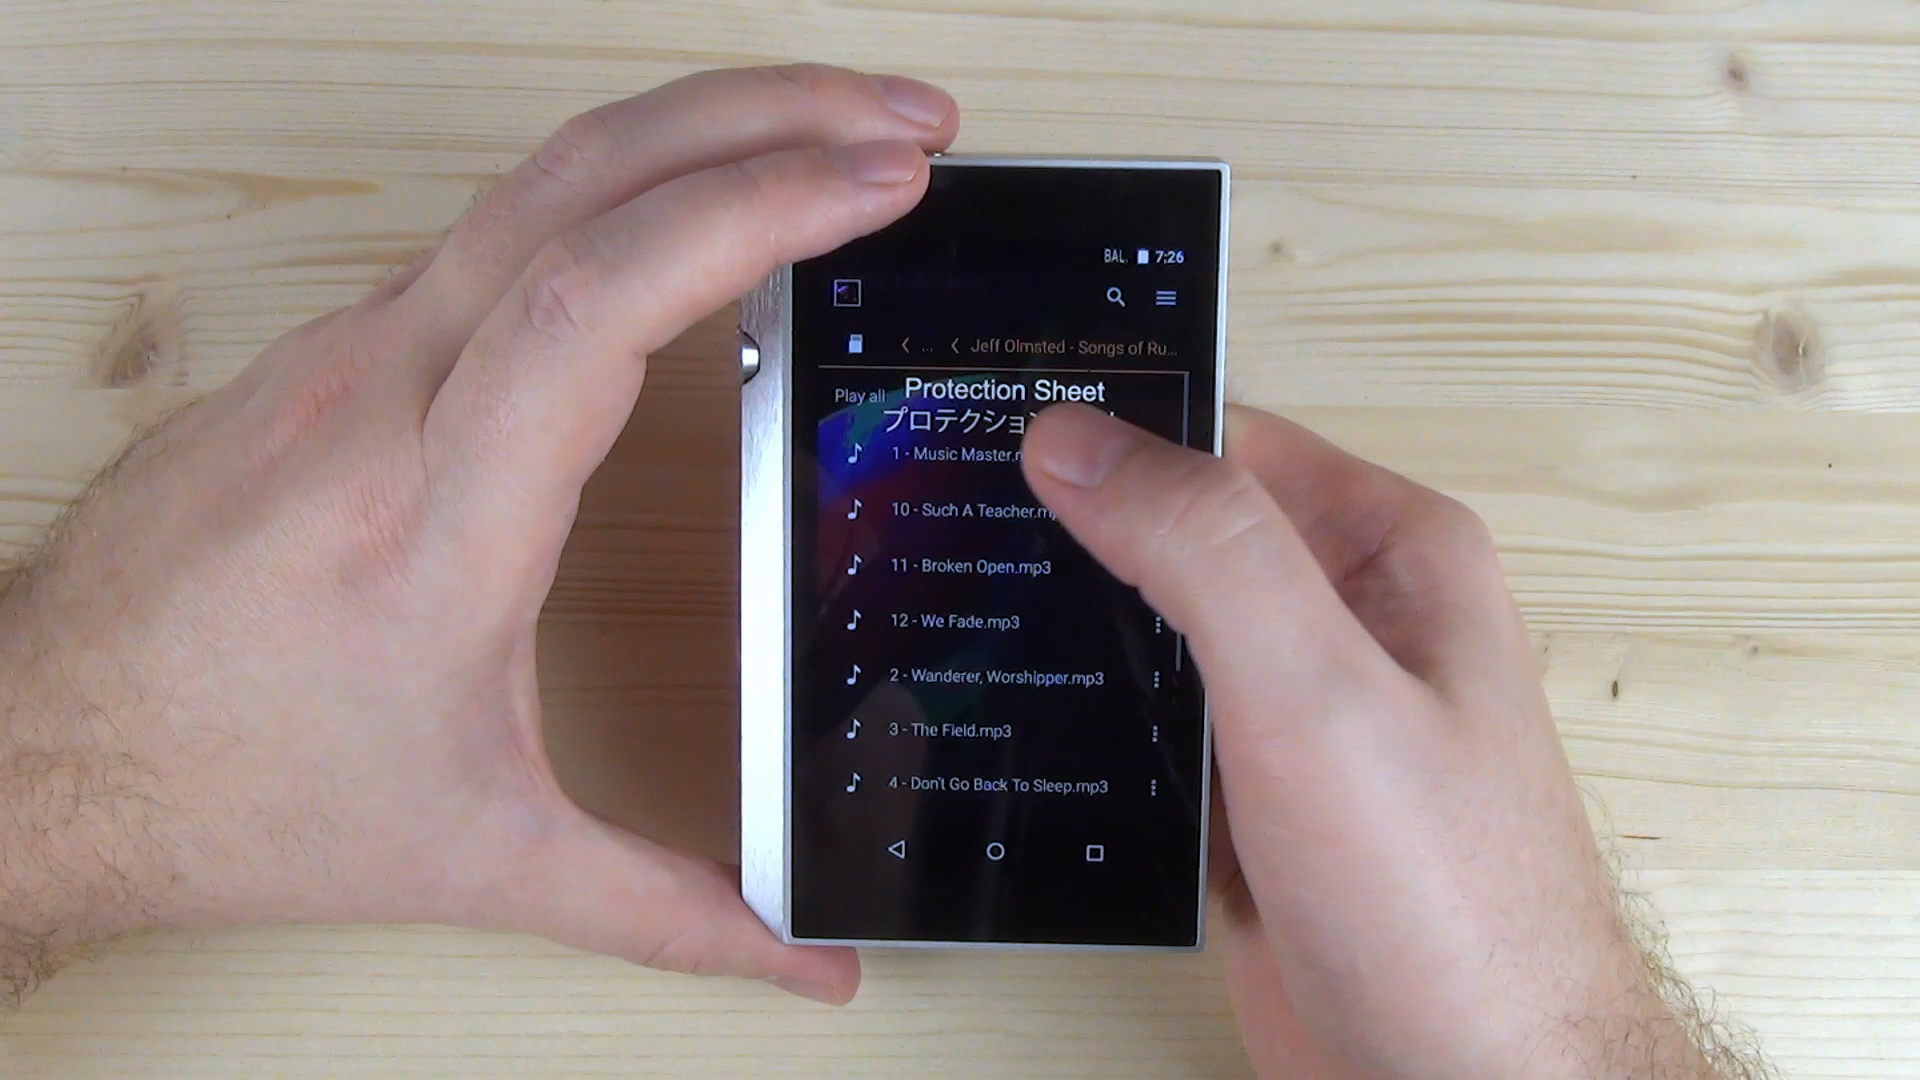 BAL. 7:26
... Jeff Olmsted - Songs of Ru...
Play all
Protection Sheet
プロテクショ
1 - Music Master.
10 - Such A Teacher.mp
11 - Broken Open.mp3
12 - We Fade.mp3
2 - Wanderer, Worshipper.mp3
3 - The Field.mp3
4 - Don't Go Back To Sleep.mp3